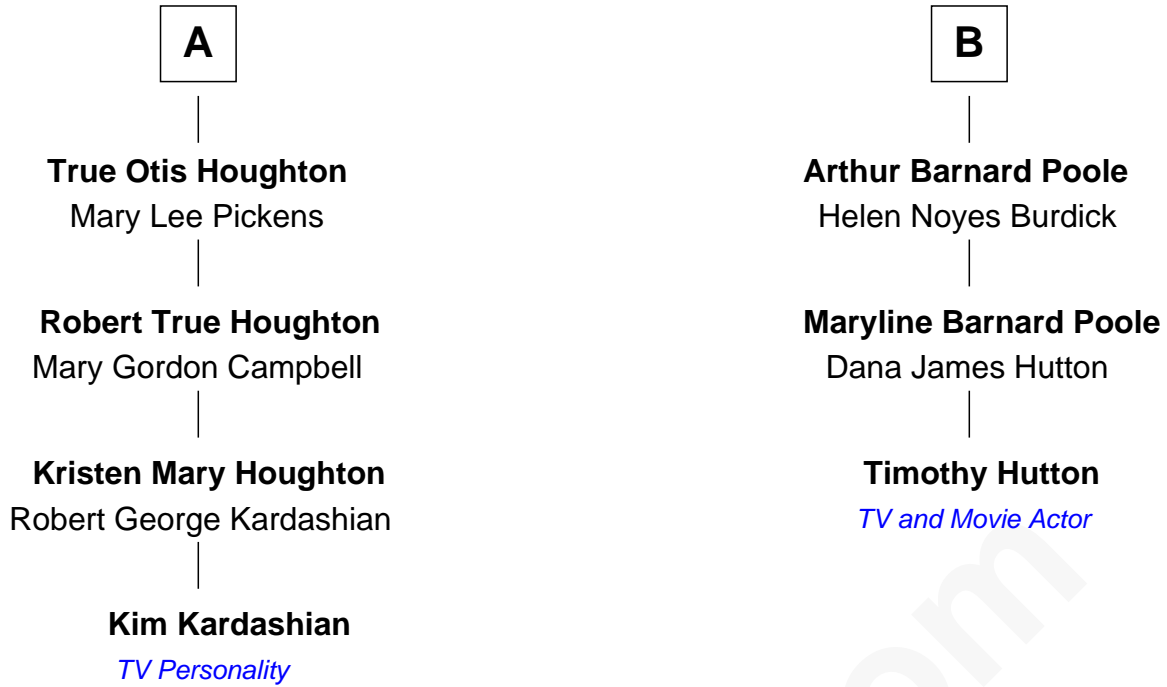 A
True Otis Houghton
Mary Lee Pickens
Robert True Houghton
Mary Gordon Campbell
Kristen Mary Houghton
Robert George Kardashian
Kim Kardashian
TV Personality
B
Arthur Barnard Poole
Helen Noyes Burdick
Maryline Barnard Poole
Dana James Hutton
Timothy Hutton
TV and Movie Actor
om